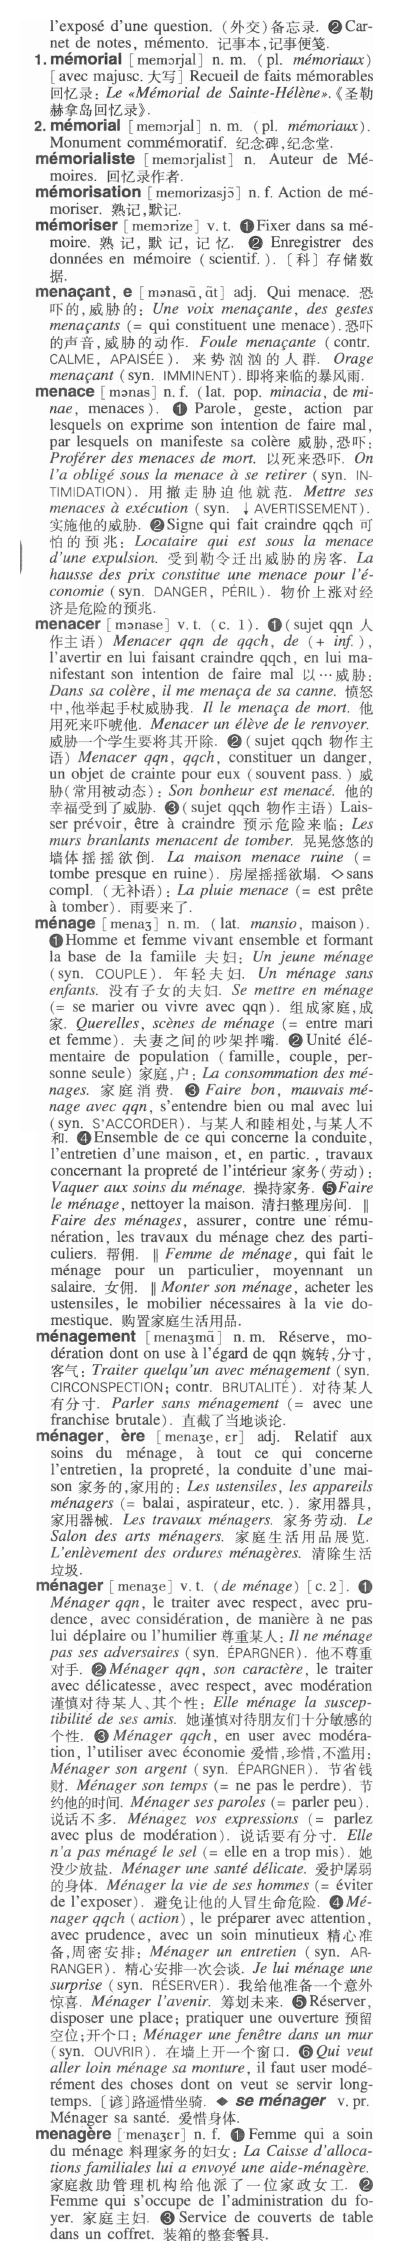 l'exposé d'une question. (外交)备忘录. ❷ Car-
net de notes, mémento. 记事本,记事便笺.
1. mémorial [memɔrjal] n. m. (pl. mémoriaux)
[avec majusc. 大写] Recueil de faits mémorables
回忆录: Le «Mémorial de Sainte-Hélène».《圣勒
赫拿岛回忆录》.
2. mémorial [memɔrjal] n. m. (pl. mémoriaux).
Monument commémoratif. 纪念碑,纪念堂.
mémorialiste [memɔrjalist] n. Auteur de Mé-
moires. 回忆录作者.
mémorisation [memorizasjɔ̃] n. f. Action de mé-
moriser. 熟记,默记.
mémoriser [memɔrize] v. t. ❶ Fixer dans sa mé-
moire. 熟记, 默记, 记忆. ❷ Enregistrer des
données en mémoire (scientif.). 〔科〕存储数
据.
menaçant, e [mənasɑ̃, ɑ̃t] adj. Qui menace. 恐
吓的,威胁的: Une voix menaçante, des gestes
menaçants (= qui constituent une menace). 恐吓
的声音,威胁的动作. Foule menaçante (contr.
CALME, APAISÉE). 来势汹汹的人群. Orage
menaçant (syn. IMMINENT). 即将来临的暴风雨.
menace [mənas] n. f. (lat. pop. minacia, de mi-
nae, menaces). ❶ Parole, geste, action par
lesquels on exprime son intention de faire mal,
par lesquels on manifeste sa colère 威胁,恐吓:
Proférer des menaces de mort. 以死来恐吓. On
l'a obligé sous la menace à se retirer (syn. IN-
TIMIDATION). 用撤走胁迫他就范. Mettre ses
menaces à exécution (syn. ↓ AVERTISSEMENT).
实施他的威胁. ❷ Signe qui fait craindre qqch 可
怕的预兆: Locataire qui est sous la menace
d'une expulsion. 受到勒令迁出威胁的房客. La
hausse des prix constitue une menace pour l'é-
conomie (syn. DANGER, PÉRIL). 物价上涨对经
济是危险的预兆.
menacer [mənase] v. t. (c. 1). ❶ (sujet qqn 人
作主语) Menacer qqn de qqch, de (+ inf.),
l'avertir en lui faisant craindre qqch, en lui ma-
nifestant son intention de faire mal 以…威胁:
Dans sa colère, il me menaça de sa canne. 愤怒
中,他举起手杖威胁我. Il le menaça de mort. 他
用死来吓唬他. Menacer un élève de le renvoyer.
威胁一个学生要将其开除. ❷ (sujet qqch 物作主
语) Menacer qqn, qqch, constituer un danger,
un objet de crainte pour eux (souvent pass.) 威
胁(常用被动态): Son bonheur est menacé. 他的
幸福受到了威胁. ❸ (sujet qqch 物作主语) Lais-
ser prévoir, être à craindre 预示危险来临: Les
murs branlants menacent de tomber. 晃晃悠悠的
墙体摇摇欲倒. La maison menace ruine (=
tombe presque en ruine). 房屋摇摇欲塌. ◇ sans
compl. (无补语): La pluie menace (= est prête
à tomber). 雨要来了.
ménage [menaʒ] n. m. (lat. mansio, maison).
❶ Homme et femme vivant ensemble et formant
la base de la famiile 夫妇: Un jeune ménage
(syn. COUPLE). 年轻夫妇. Un ménage sans
enfants. 没有子女的夫妇. Se mettre en ménage
(= se marier ou vivre avec qqn). 组成家庭,成
家. Querelles, scènes de ménage (= entre mari
et femme). 夫妻之间的吵架拌嘴. ❷ Unité élé-
mentaire de population (famille, couple, per-
sonne seule) 家庭,户: La consommation des mé-
nages. 家庭消费. ❸ Faire bon, mauvais mé-
nage avec qqn, s'entendre bien ou mal avec lui
(syn. S'ACCORDER). 与某人和睦相处,与某人不
和. ❹ Ensemble de ce qui concerne la conduite,
l'entretien d'une maison, et, en partic., travaux
concernant la propreté de l'intérieur 家务(劳动):
Vaquer aux soins du ménage. 操持家务. ❺ Faire
le ménage, nettoyer la maison. 清扫整理房间. ‖
Faire des ménages, assurer, contre une rému-
nération, les travaux du ménage chez des parti-
culiers. 帮佣. ‖ Femme de ménage, qui fait le
ménage pour un particulier, moyennant un
salaire. 女佣. ‖ Monter son ménage, acheter les
ustensiles, le mobilier nécessaires à la vie do-
mestique. 购置家庭生活用品.
ménagement [menaʒmɑ̃] n. m. Réserve, mo-
dération dont on use à l'égard de qqn 婉转,分寸,
客气: Traiter quelqu'un avec ménagement (syn.
CIRCONSPECTION; contr. BRUTALITÉ). 对待某人
有分寸. Parler sans ménagement (= avec une
franchise brutale). 直截了当地谈论.
ménager, ère [menaʒe, ɛr] adj. Relatif aux
soins du ménage, à tout ce qui concerne
l'entretien, la propreté, la conduite d'une mai-
son 家务的,家用的: Les ustensiles, les appareils
ménagers (= balai, aspirateur, etc.). 家用器具,
家用器械. Les travaux ménagers. 家务劳动. Le
Salon des arts ménagers. 家庭生活用品展览.
L'enlèvement des ordures ménagères. 清除生活
垃圾.
ménager [menaʒe] v. t. (de ménage) [c. 2]. ❶
Ménager qqn, le traiter avec respect, avec pru-
dence, avec considération, de manière à ne pas
lui déplaire ou l'humilier 尊重某人: Il ne ménage
pas ses adversaires (syn. ÉPARGNER). 他不尊重
对手. ❷ Ménager qqn, son caractère, le traiter
avec délicatesse, avec respect, avec modération
谨慎对待某人、其个性: Elle ménage la suscep-
tibilité de ses amis. 她谨慎对待朋友们十分敏感的
个性. ❸ Ménager qqch, en user avec modéra-
tion, l'utiliser avec économie 爱惜,珍惜,不滥用:
Ménager son argent (syn. ÉPARGNER). 节省钱
财. Ménager son temps (= ne pas le perdre). 节
约他的时间. Ménager ses paroles (= parler peu).
说话不多. Ménagez vos expressions (= parlez
avec plus de modération). 说话要有分寸. Elle
n'a pas ménagé le sel (= elle en a trop mis). 她
没少放盐. Ménager une santé délicate. 爱护孱弱
的身体. Ménager la vie de ses hommes (= éviter
de l'exposer). 避免让他的人冒生命危险. ❹ Mé-
nager qqch (action), le préparer avec attention,
avec prudence, avec un soin minutieux 精心准
备,周密安排: Ménager un entretien (syn. AR-
RANGER). 精心安排一次会谈. Je lui ménage une
surprise (syn. RÉSERVER). 我给他准备一个意外
惊喜. Ménager l'avenir. 筹划未来. ❺ Réserver,
disposer une place; pratiquer une ouverture 预留
空位;开个口: Ménager une fenêtre dans un mur
(syn. OUVRIR). 在墙上开一个窗口. ❻ Qui veut
aller loin ménage sa monture, il faut user modé-
rément des choses dont on veut se servir long-
temps. 〔谚〕路遥惜坐骑. ◆ se ménager v. pr.
Ménager sa santé. 爱惜身体.
menagère [menaʒɛr] n. f. ❶ Femme qui a soin
du ménage 料理家务的妇女: La Caisse d'alloca-
tions familiales lui a envoyé une aide-ménagère.
家庭救助管理机构给他派了一位家政女工. ❷
Femme qui s'occupe de l'administration du fo-
yer. 家庭主妇. ❸ Service de couverts de table
dans un coffret. 装箱的整套餐具.